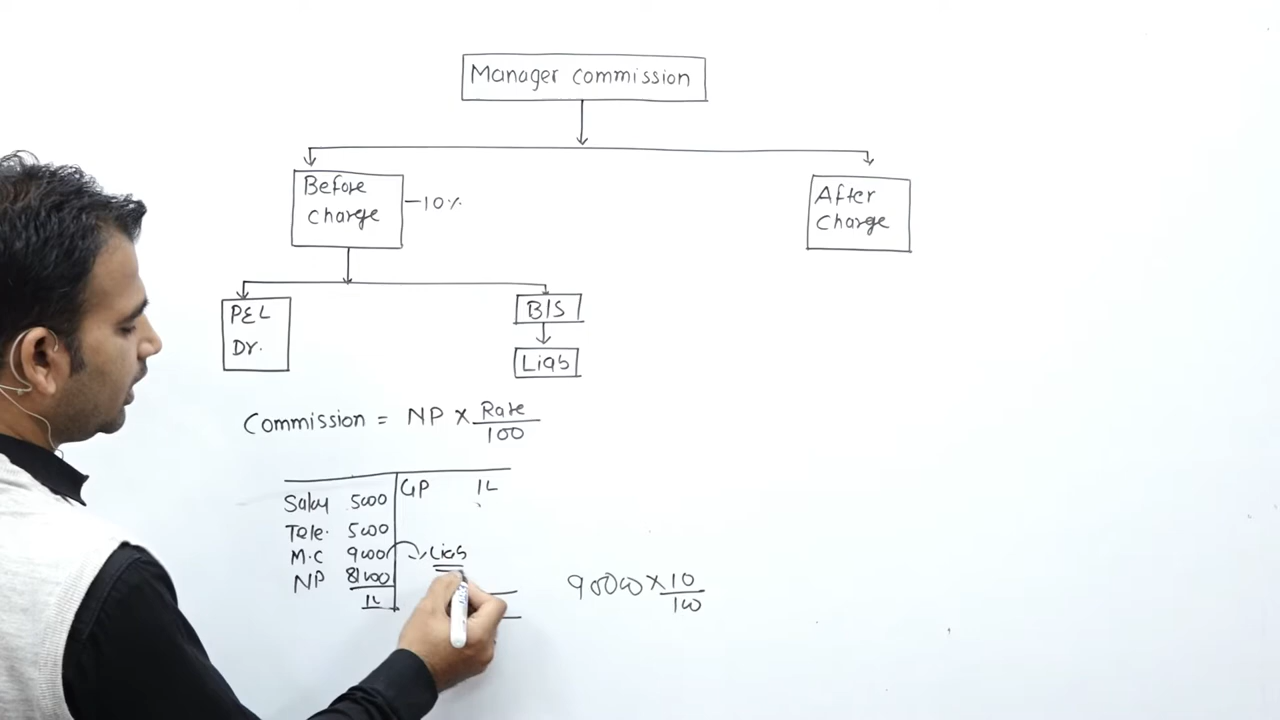 Manager commission
Before
charge
-10%
After
Charge
P&L
Dr.
B/S
Liab
Commission = NP × Rate/100
Salary 5000 GP 1L
Tele. 5000
M.C 9000 Liab
NP 81000
1L
90000 × 10/100